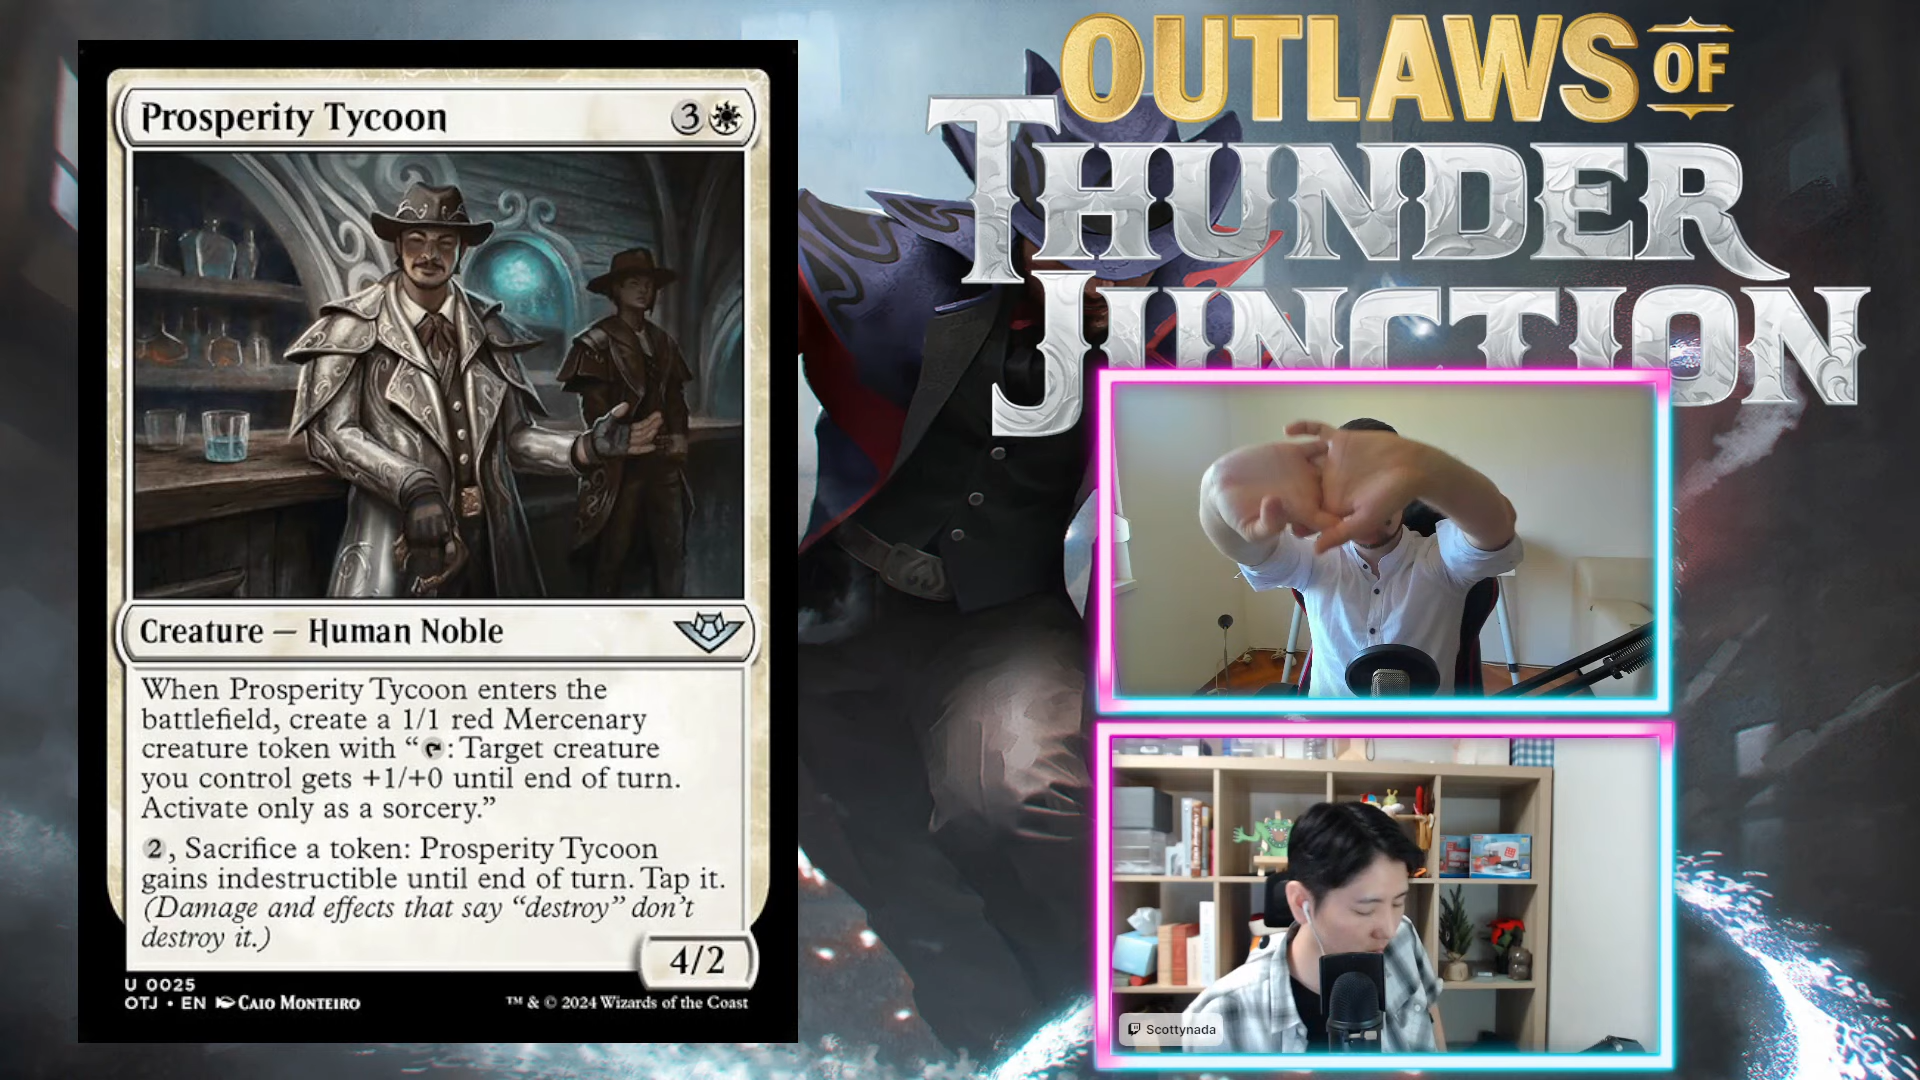 Prosperity Tycoon 3
Creature — Human Noble
When Prosperity Tycoon enters the
battlefield, create a 1/1 red Mercenary
creature token with “ : Target creature
you control gets +1/+0 until end of turn.
Activate only as a sorcery.”
2, Sacrifice a token: Prosperity Tycoon
gains indestructible until end of turn. Tap it.
(Damage and effects that say “destroy” don’t
destroy it.)
4/2
U 0025
OTJ • EN CAIO MONTEIRO
™ & © 2024 Wizards of the Coast
OUTLAWS OF
THUNDER
JUNCTION
Scottynada